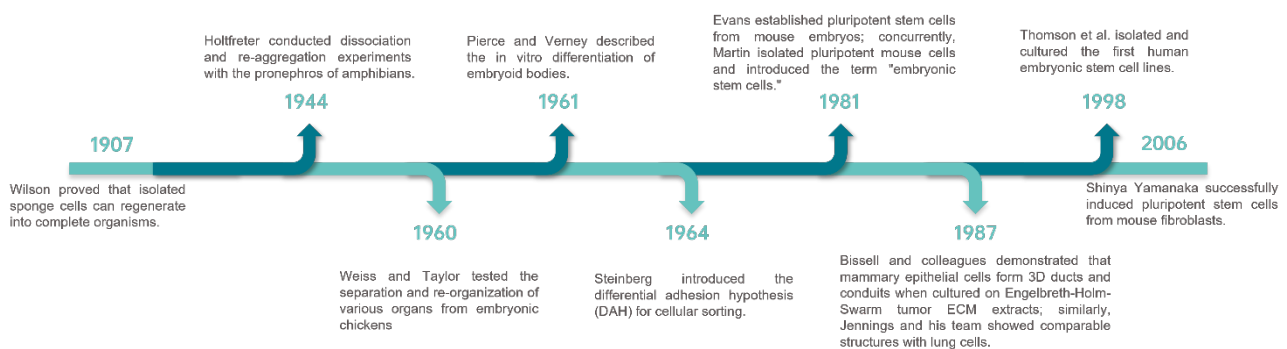 1907
Wilson proved that isolated
sponge cells can regenerate
into complete organisms.
Holtfreter conducted dissociation
and re-aggregation experiments
with the pronephros of amphibians.
1944
1960
Weiss and Taylor tested the
separation and re-organization of
various organs from embryonic
chickens
Pierce and Verney described
the in vitro differentiation of
embryoid bodies.
1961
1964
Steinberg introduced the
differential adhesion hypothesis
(DAH) for cellular sorting.
Evans established pluripotent stem cells
from mouse embryos; concurrently,
Martin isolated pluripotent mouse cells
and introduced the term "embryonic
stem cells."
1981
1987
Bissell and colleagues demonstrated that
mammary epithelial cells form 3D ducts and
conduits when cultured on Engelbreth-Holm-
Swarm tumor ECM extracts; similarly,
Jennings and his team showed comparable
structures with lung cells.
Thomson et al. isolated and
cultured the first human
embryonic stem cell lines.
1998
2006
Shinya Yamanaka successfully
induced pluripotent stem cells
from mouse fibroblasts.